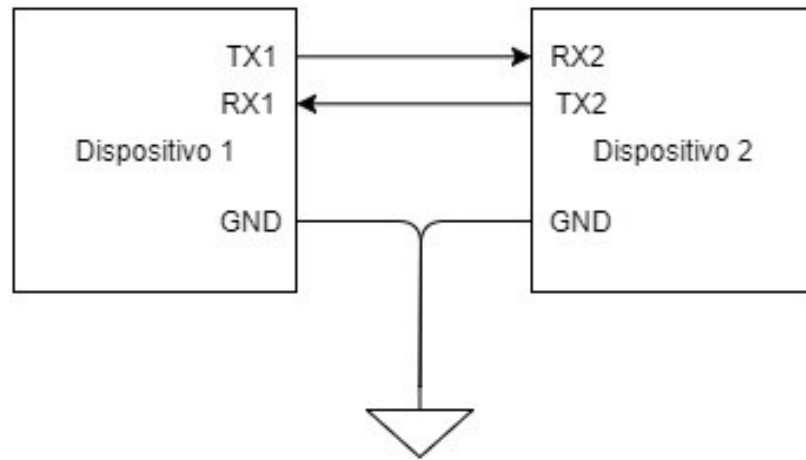 TX1
RX1
Dispositivo 1
GND
RX2
TX2
Dispositivo 2
GND